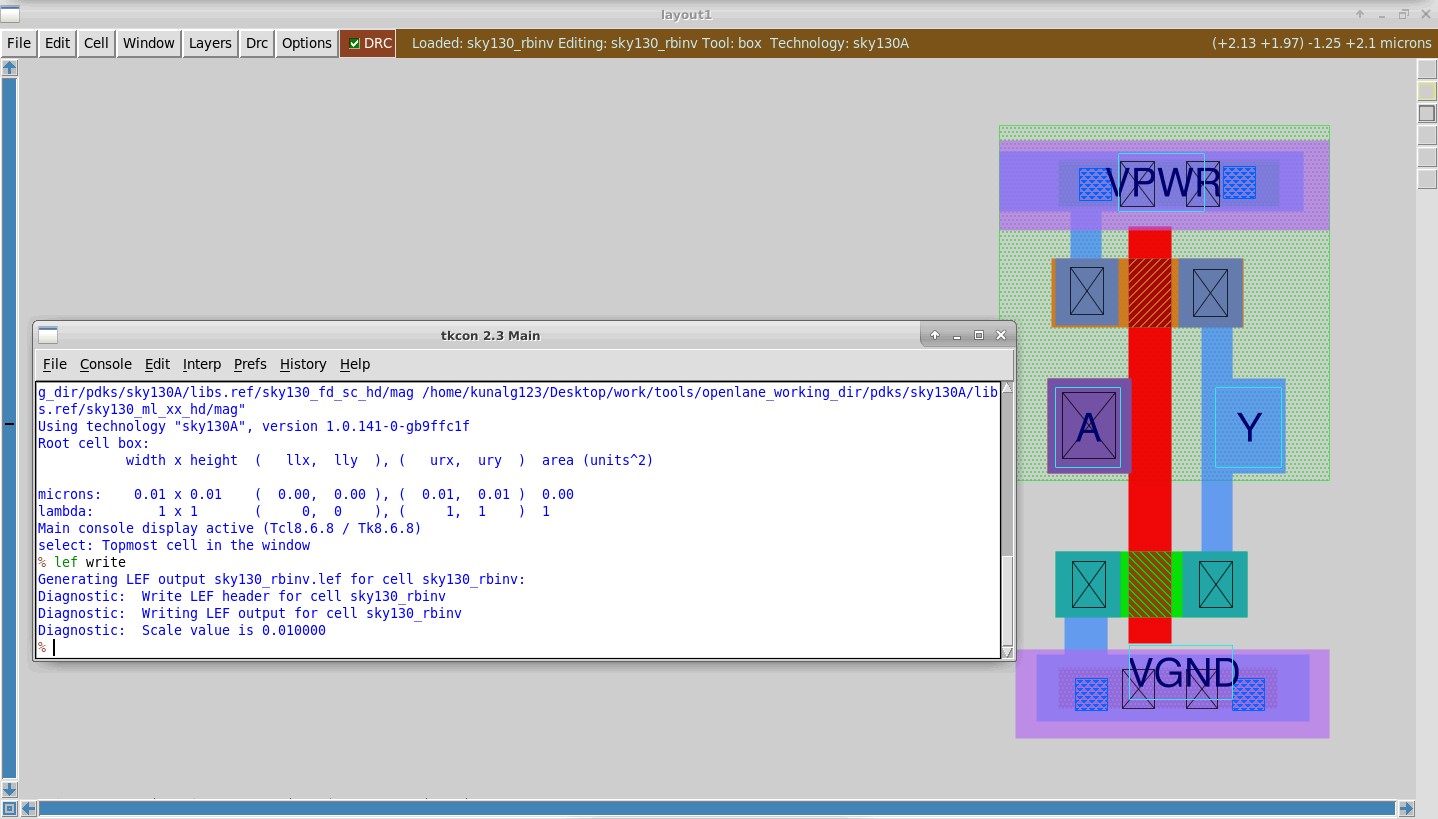 layout1
File Edit Cell Window Layers Drc Options DRC Loaded: sky130_rbinv Editing: sky130_rbinv Tool: box Technology: sky130A (+2.13 +1.97) -1.25 +2.1 microns
VPWR
A Y
VGND
tkcon 2.3 Main
File Console Edit Interp Prefs History Help
g_dir/pdks/sky130A/libs.ref/sky130_fd_sc_hd/mag /home/kunalg123/Desktop/work/tools/openlane_working_dir/pdks/sky130A/lib
s.ref/sky130_ml_xx_hd/mag"
Using technology "sky130A", version 1.0.141-0-gb9ffc1f
Root cell box:
width x height ( llx, lly ), ( urx, ury ) area (units^2)
microns: 0.01 x 0.01 ( 0.00, 0.00 ), ( 0.01, 0.01 ) 0.00
lambda: 1 x 1 ( 0, 0 ), ( 1, 1 ) 1
Main console display active (Tcl8.6.8 / Tk8.6.8)
select: Topmost cell in the window
% lef write
Generating LEF output sky130_rbinv.lef for cell sky130_rbinv:
Diagnostic: Write LEF header for cell sky130_rbinv
Diagnostic: Writing LEF output for cell sky130_rbinv
Diagnostic: Scale value is 0.010000
%